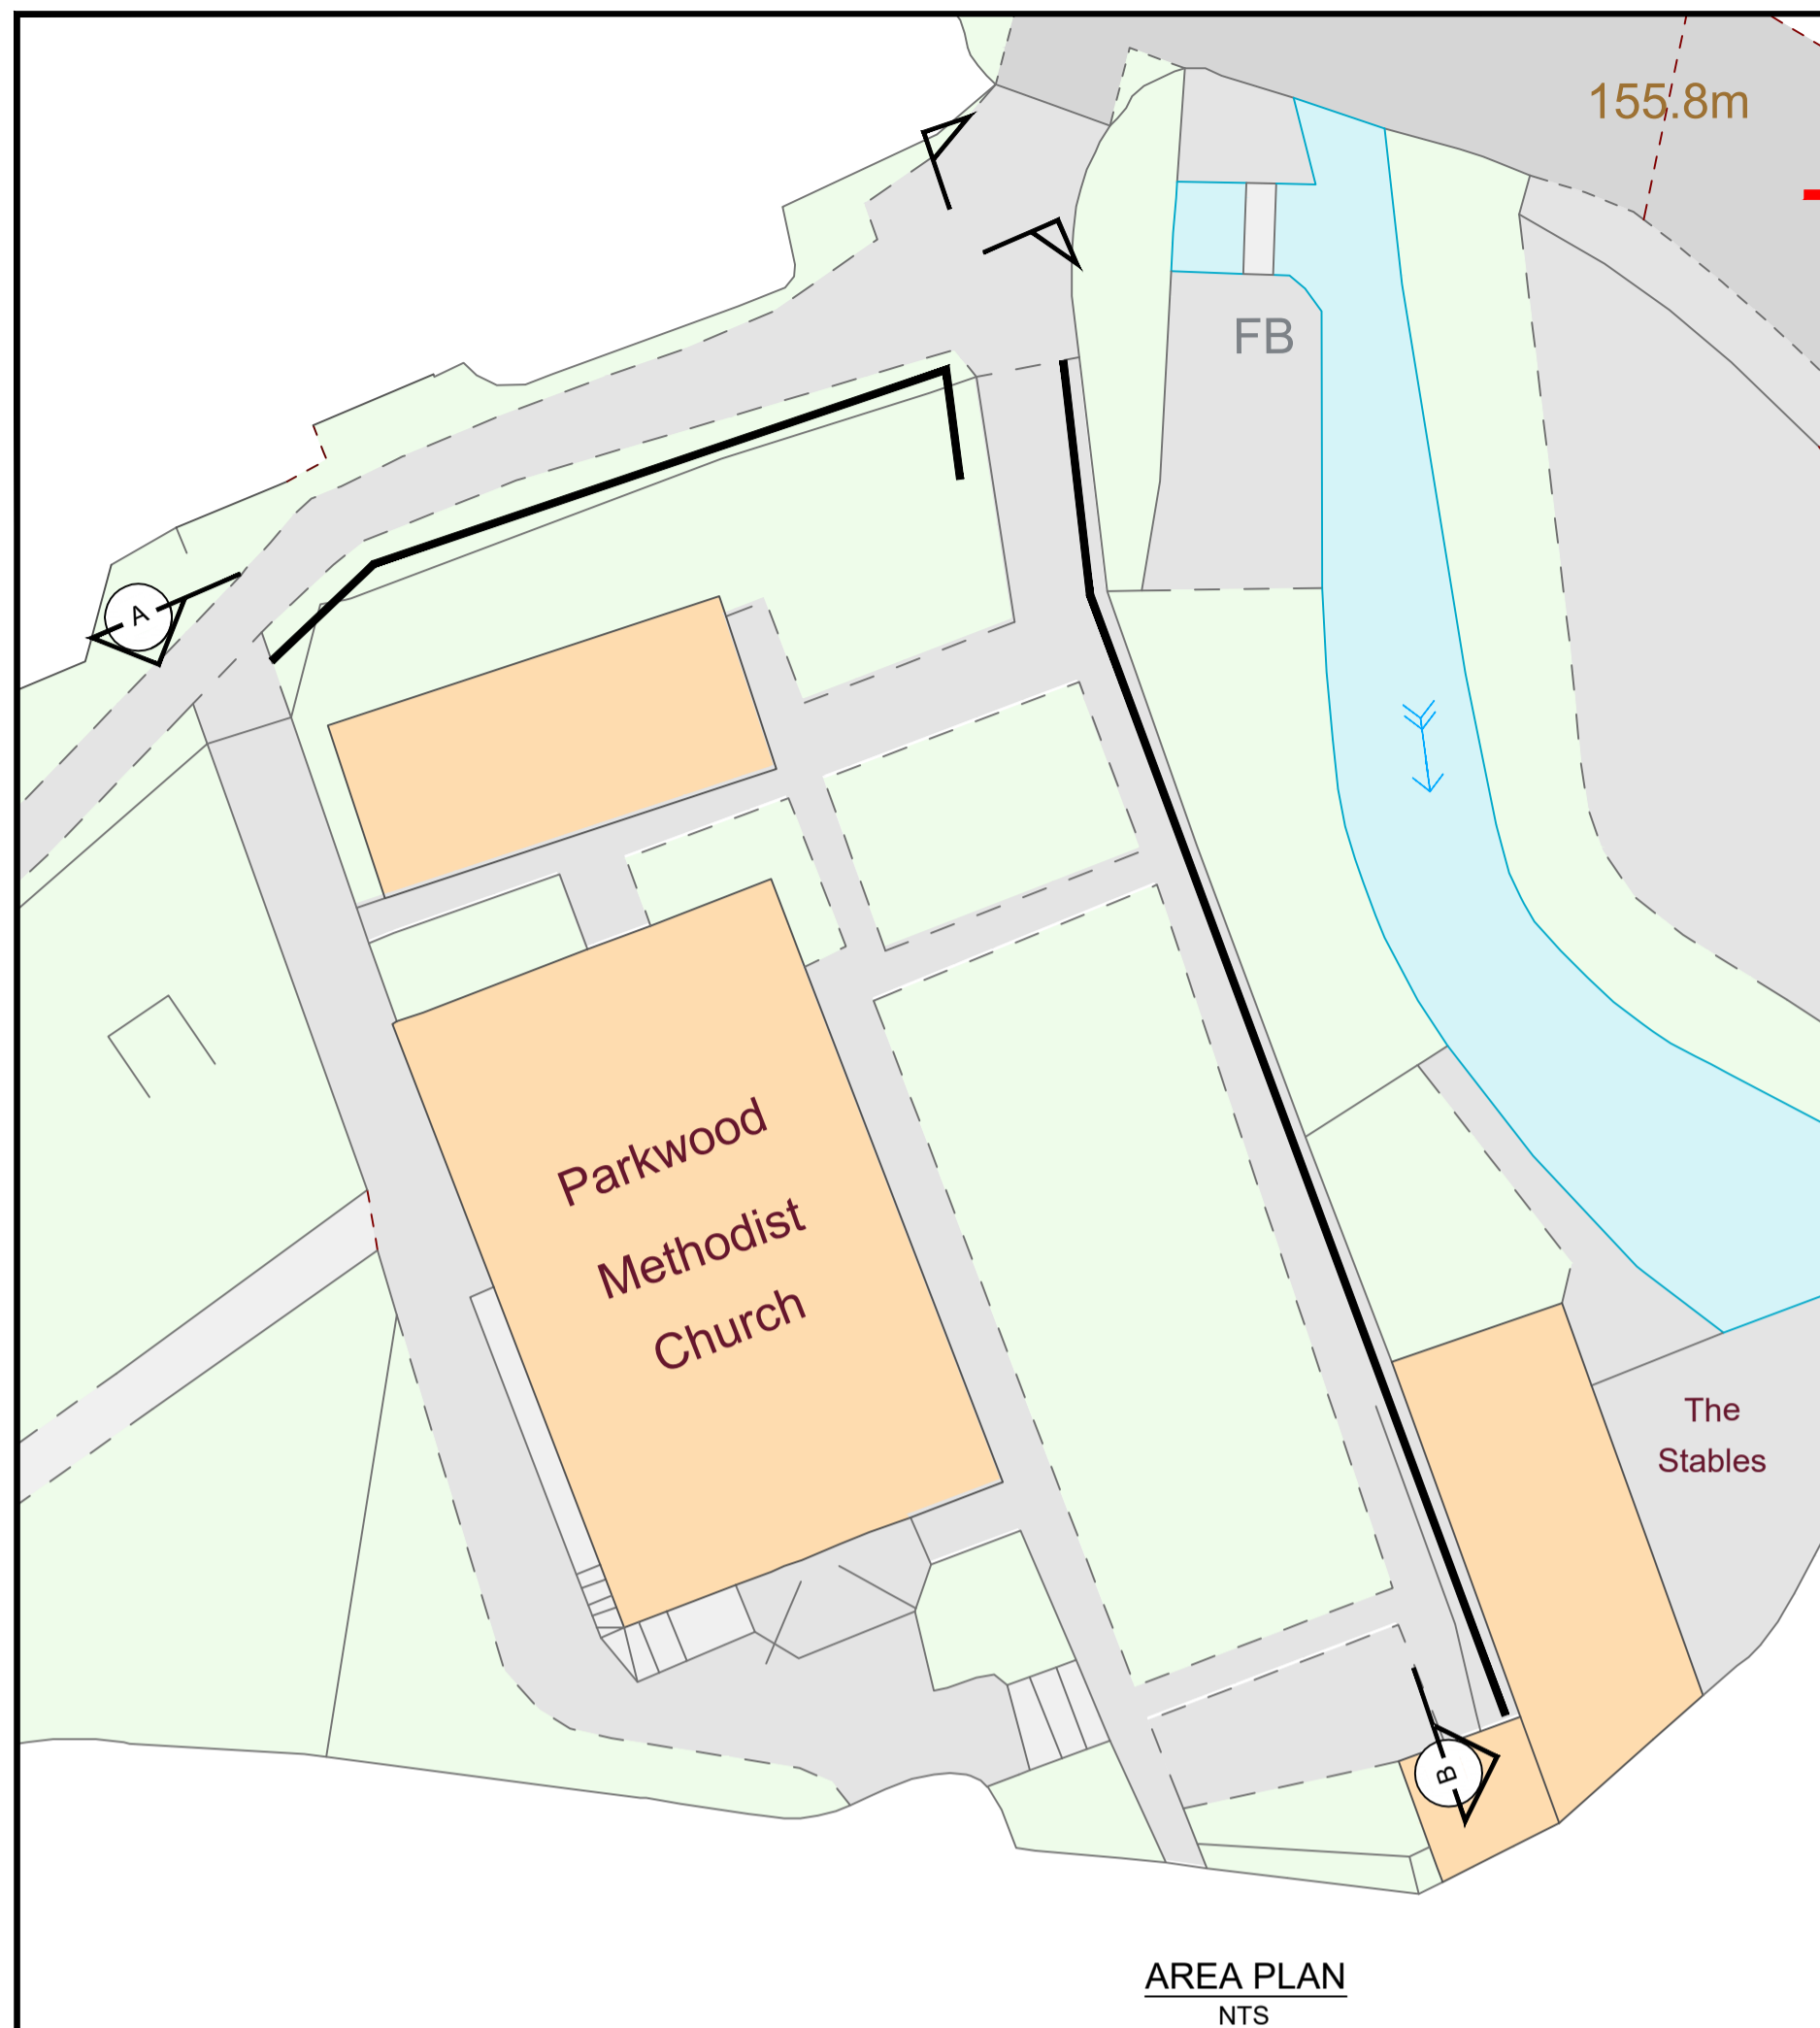 155.8m
FB
A
Parkwood
Methodist
Church
The
Stables
B
AREA PLAN
NTS